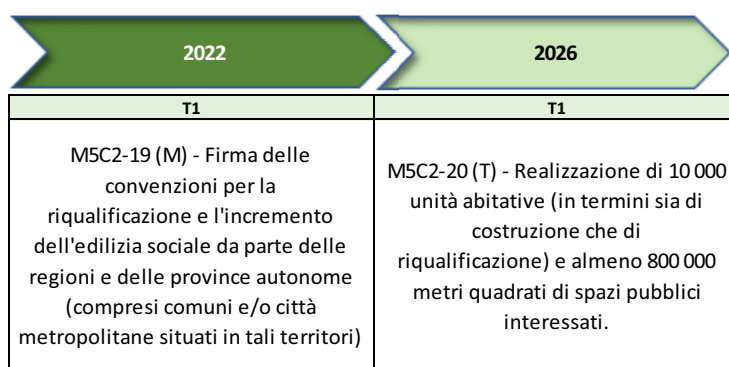 2022
2026
T1
T1
M5C2-19 (M) - Firma delle
convenzioni per la
riqualificazione e l'incremento
dell'edilizia sociale da parte delle
regioni e delle province autonome
(compresi comuni e/o città
metropolitane situati in tali territori)
M5C2-20 (T) - Realizzazione di 10 000
unità abitative (in termini sia di
costruzione che di
riqualificazione) e almeno 800 000
metri quadrati di spazi pubblici
interessati.